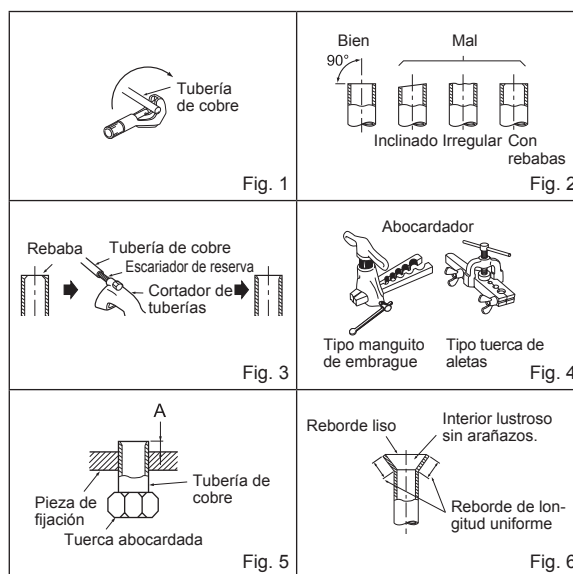 Tubería
de cobre
Fig. 1
Bien
Mal
90°
Inclinado
Irregular
Con
rebabas
Fig. 2
Rebaba
Tubería de cobre
Escariador de reserva
Cortador de
tuberías
Fig. 3
Abocardador
Tipo manguito
de embrague
Tipo tuerca de
aletas
Fig. 4
A
Tubería de
cobre
Pieza de
fijación
Tuerca abocardada
Fig. 5
Reborde liso
Interior lustroso
sin arañazos.
Reborde de lon-
gitud uniforme
Fig. 6